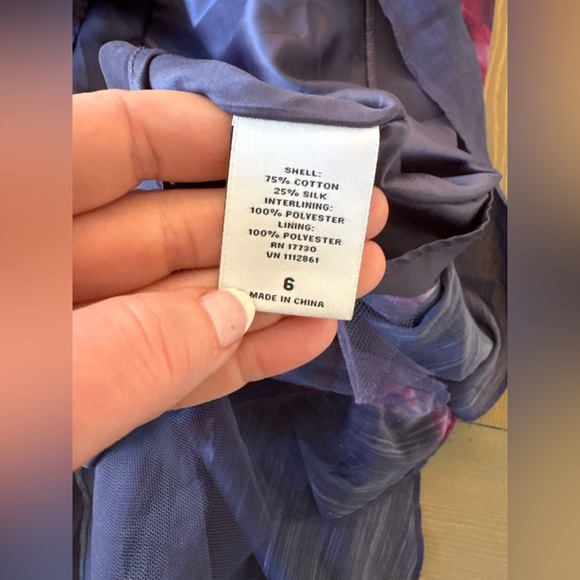 SHELL:
75% COTTON
25% SILK
INTERLINING:
100% POLYESTER
LINING:
100% POLYESTER
RN 17730
VN 1112861
6
MADE IN CHINA